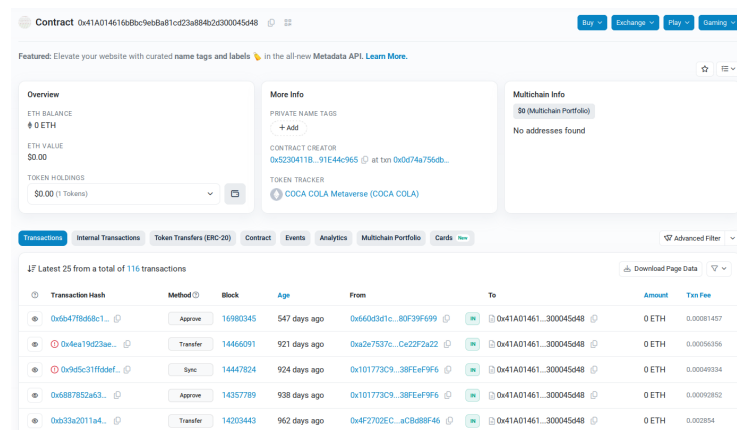 Contract 0x41A014616bBbc9ebBa81cd23a884b2d300045d48
Buy Exchange Play Gaming
Featured: Elevate your website with curated name tags and labels 🏷️ in the all-new Metadata API. Learn More.
Overview
ETH BALANCE
0 ETH
ETH VALUE
$0.00
TOKEN HOLDINGS
$0.00 (1 Tokens)
More Info
PRIVATE NAME TAGS
+ Add
CONTRACT CREATOR
0x5230411B...91E44c965 at txn 0x0d74a756db...
TOKEN TRACKER
COCA COLA Metaverse (COCA COLA)
Multichain Info
$0 (Multichain Portfolio)
No addresses found
Transactions Internal Transactions Token Transfers (ERC-20) Contract Events Analytics Multichain Portfolio Cards New Advanced Filter
Latest 25 from a total of 116 transactions Download Page Data
Transaction Hash Method Block Age From To Amount Txn Fee
0x6b47f8d68c1... Approve 16980345 547 days ago 0x660d3d1c...80F39F699 IN 0x41A01461...300045d48 0 ETH 0.00081457
0x4ea19d23ae... Transfer 14466091 921 days ago 0xa2e7537c...Ce22F2a22 IN 0x41A01461...300045d48 0 ETH 0.00056356
0x9d5c31ffddef... Sync 14447824 924 days ago 0x101773C9...38FEeF9F6 IN 0x41A01461...300045d48 0 ETH 0.00049334
0x6887852a63... Approve 14357789 938 days ago 0x101773C9...38FEeF9F6 IN 0x41A01461...300045d48 0 ETH 0.00092852
0xb33a2011a4... Transfer 14203443 962 days ago 0x4F2702EC...aCBd88F46 IN 0x41A01461...300045d48 0 ETH 0.002854